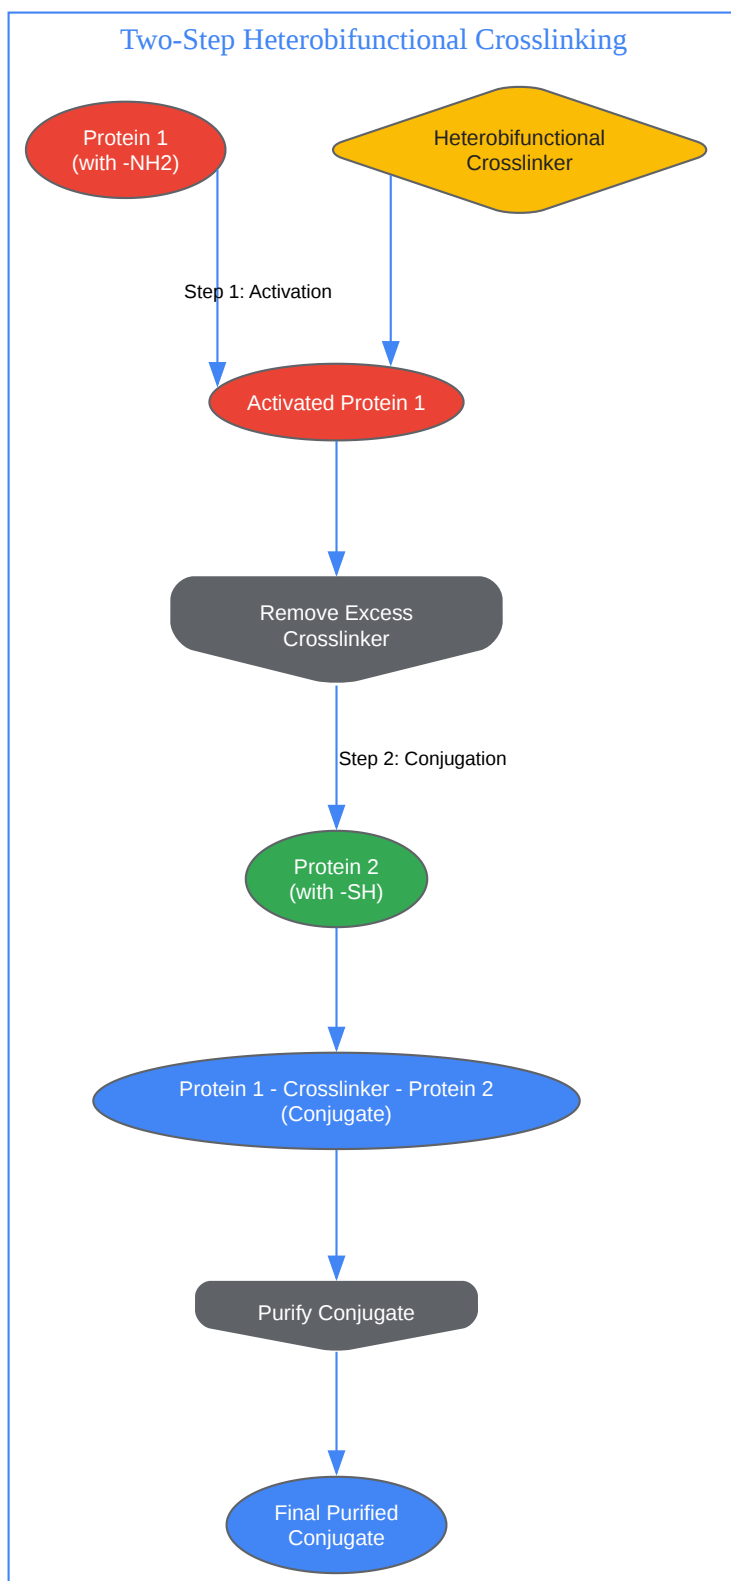 Two-Step Heterobifunctional Crosslinking
Protein 1
(with -NH2)
Heterobifunctional
Crosslinker
Step 1: Activation
Activated Protein 1
Remove Excess
Crosslinker
Step 2: Conjugation
Protein 2
(with -SH)
Protein 1 - Crosslinker - Protein 2
(Conjugate)
Purify Conjugate
Final Purified
Conjugate